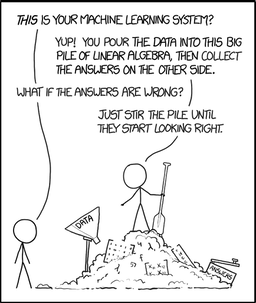 THIS IS YOUR MACHINE LEARNING SYSTEM?
YUP! YOU POUR THE DATA INTO THIS BIG
PILE OF LINEAR ALGEBRA, THEN COLLECT
THE ANSWERS ON THE OTHER SIDE.
WHAT IF THE ANSWERS ARE WRONG?
JUST STIR THE PILE UNTIL
THEY START LOOKING RIGHT.
DATA
ANSWERS